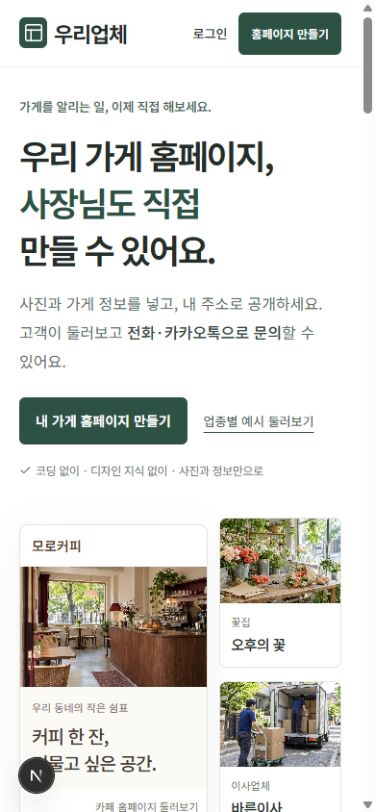 우리업체
로그인
홈페이지 만들기
가게를 알리는 일, 이제 직접 해보세요.
우리 가게 홈페이지,
사장님도 직접
만들 수 있어요.
사진과 가게 정보를 넣고, 내 주소로 공개하세요.
고객이 둘러보고 전화·카카오톡으로 문의할 수
있어요.
내 가게 홈페이지 만들기
업종별 예시 둘러보기
코딩 없이 · 디자인 지식 없이 · 사진과 정보만으로
모로커피
우리 동네의 작은 쉼표
커피 한 잔,
물고 싶은 공간.
카페 홈페이지 둘러보기
꽃집
오후의 꽃
이사업체
바른이사
N